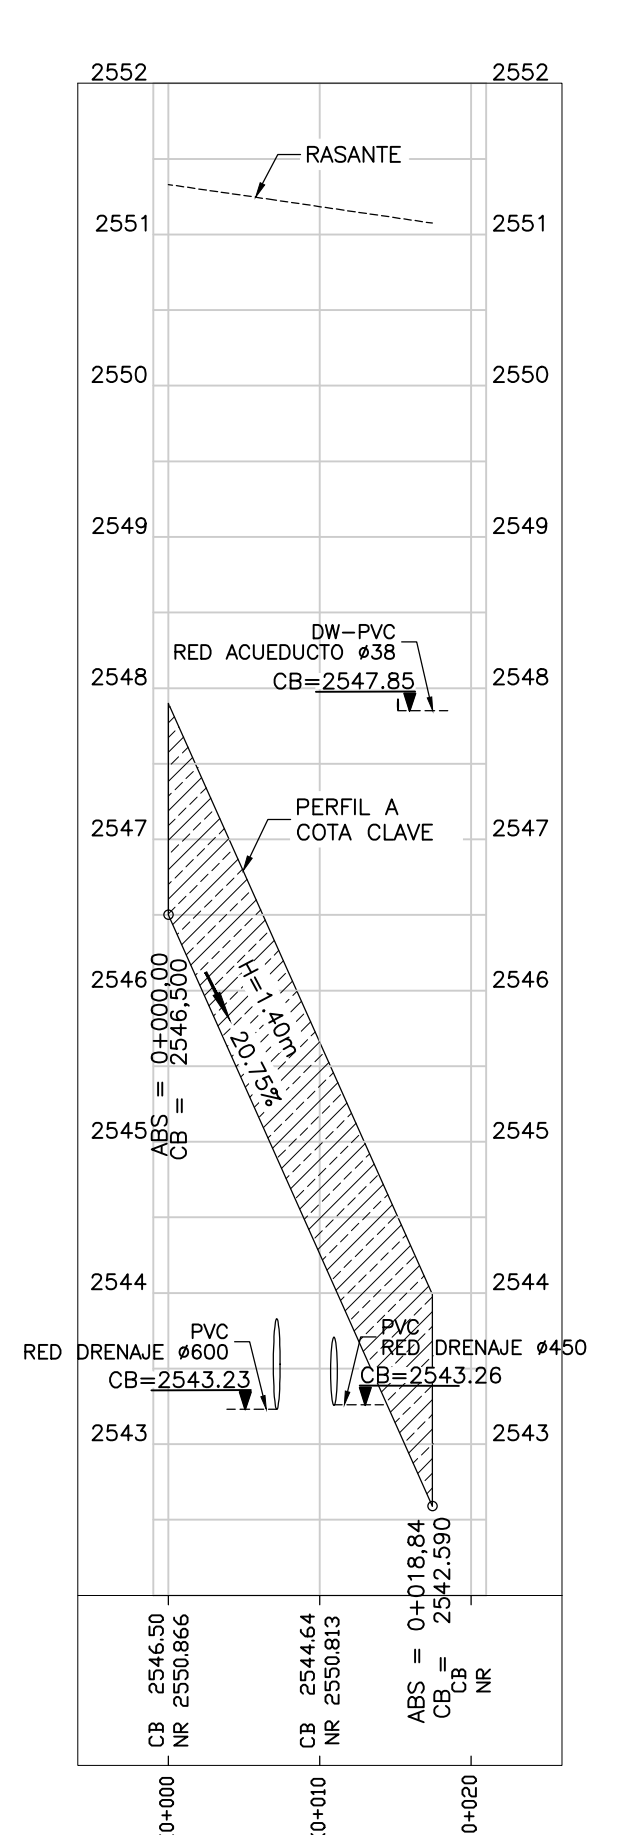 2552
2552
RASANTE
2551
2551
2550
2550
2549
2549
DW-PVC
RED ACUEDUCTO ø38
CB=2547.85
2548
2548
PERFIL A
COTA CLAVE
2547
2547
2546
2546
H=1.40m
20.75%
ABS = 0+000,00
CB = 2546,500
2545
2545
2544
2544
PVC
RED DRENAJE ø600
CB=2543.23
PVC
RED DRENAJE ø450
CB=2543.26
2543
2543
ABS = 0+018,84
CB = 2542.590
CB 2546.50
NR 2550.866
CB 2544.64
NR 2550.813
CB
NR
0+000
0+010
0+020